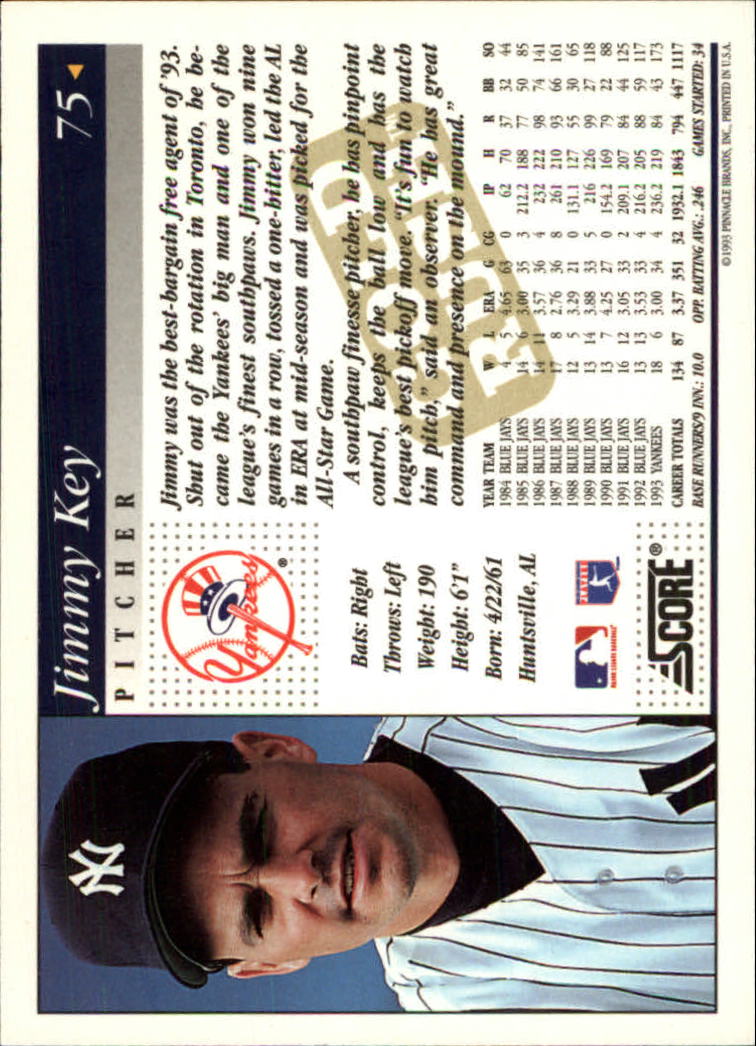 Jimmy Key 75
PITCHER
Yankees
®
Bats: Right
Throws: Left
Weight: 190
Height: 6'1"
Born: 4/22/61
Huntsville, AL
MAJOR LEAGUE BASEBALL
PLAYERS
SCORE®
Jimmy was the best-bargain free agent of '93.
Shut out of the rotation in Toronto, he be-
came the Yankees' big man and one of the
league's finest southpaws. Jimmy won nine
games in a row, tossed a one-bitter, led the AL
in ERA at mid-season and was picked for the
All-Star Game.
A southpaw finesse pitcher, he has pinpoint
control, keeps the ball low and has the
league's best pickoff move. "It's fun to watch
him pitch," said an observer. "He has great
command and presence on the mound."
GOLD
RUSH
YEAR TEAM W L ERA G CG IP H R BB SO
1984 BLUE JAYS 4 5 4.65 63 0 62 70 37 32 44
1985 BLUE JAYS 14 6 3.00 35 3 212.2 188 77 50 85
1986 BLUE JAYS 14 11 3.57 36 4 232 222 98 74 141
1987 BLUE JAYS 17 8 2.76 36 8 261 210 93 66 161
1988 BLUE JAYS 12 5 3.29 21 0 131.1 127 55 30 65
1989 BLUE JAYS 13 14 3.88 33 5 216 226 99 27 118
1990 BLUE JAYS 13 7 4.25 27 0 154.2 169 79 22 88
1991 BLUE JAYS 16 12 3.05 33 2 209.1 207 84 44 125
1992 BLUE JAYS 13 13 3.53 33 4 216.2 205 88 59 117
1993 YANKEES 18 6 3.00 34 4 236.2 219 84 43 173
CAREER TOTALS 134 87 3.37 351 32 1932.1 1843 794 447 1117
BASE RUNNERS/9 INN.: 10.0 OPP. BATTING AVG.: .246 GAMES STARTED: 34
©1993 PINNACLE BRANDS, INC., PRINTED IN U.S.A.
NY